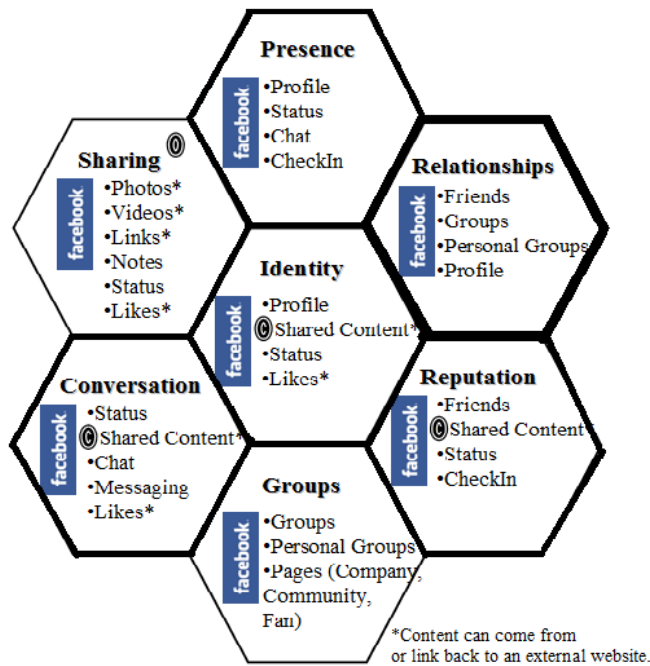 Presence
facebook
•Profile
•Status
•Chat
•CheckIn
Sharing
O
facebook
•Photos*
•Videos*
•Links*
•Notes
•Status
•Likes*
Relationships
facebook
•Friends
•Groups
•Personal Groups
•Profile
Identity
facebook
•Profile
C Shared Content*
•Status
•Likes*
Conversation
facebook
•Status
C Shared Content*
•Chat
•Messaging
•Likes*
Reputation
facebook
•Friends
C Shared Content*
•Status
•CheckIn
Groups
facebook
•Groups
•Personal Groups
•Pages (Company,
Community,
Fan)
*Content can come from
or link back to an external website.